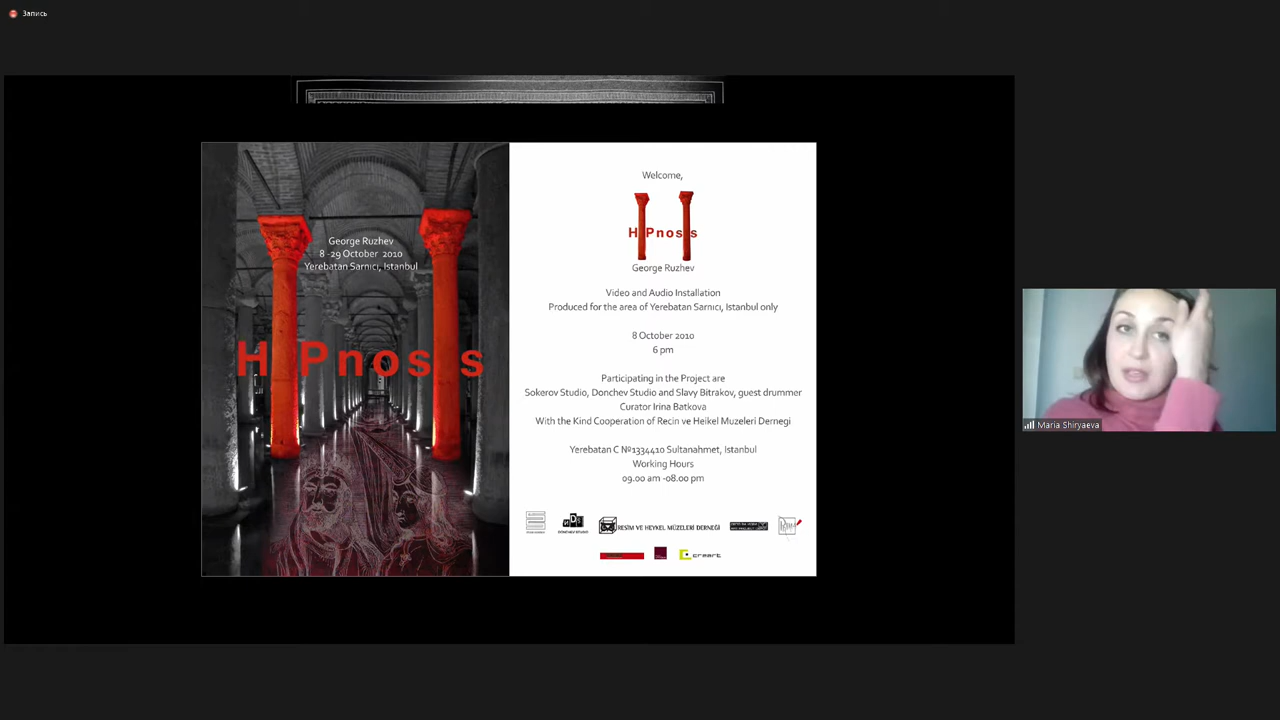 Запись
George Ruzhev
8 -29 October 2010
Yerebatan Sarnıcı, Istanbul
HiPnosis
Welcome,
HiPnosis
George Ruzhev
Video and Audio Installation
Produced for the area of Yerebatan Sarnıcı, Istanbul only
8 October 2010
6 pm
Participating in the Project are
Sokerov Studio, Donchev Studio and Slavy Bitrakov, guest drummer
Curator Irina Batkova
With the Kind Cooperation of Recin ve Heikel Muzeleri Dernegi
Yerebatan C №1334410 Sultanahmet, Istanbul
Working Hours
09.00 am -08.00 pm
RESİM VE HEYKEL MÜZELERİ DERNEĞİ
crmart
Maria Shiryaeva